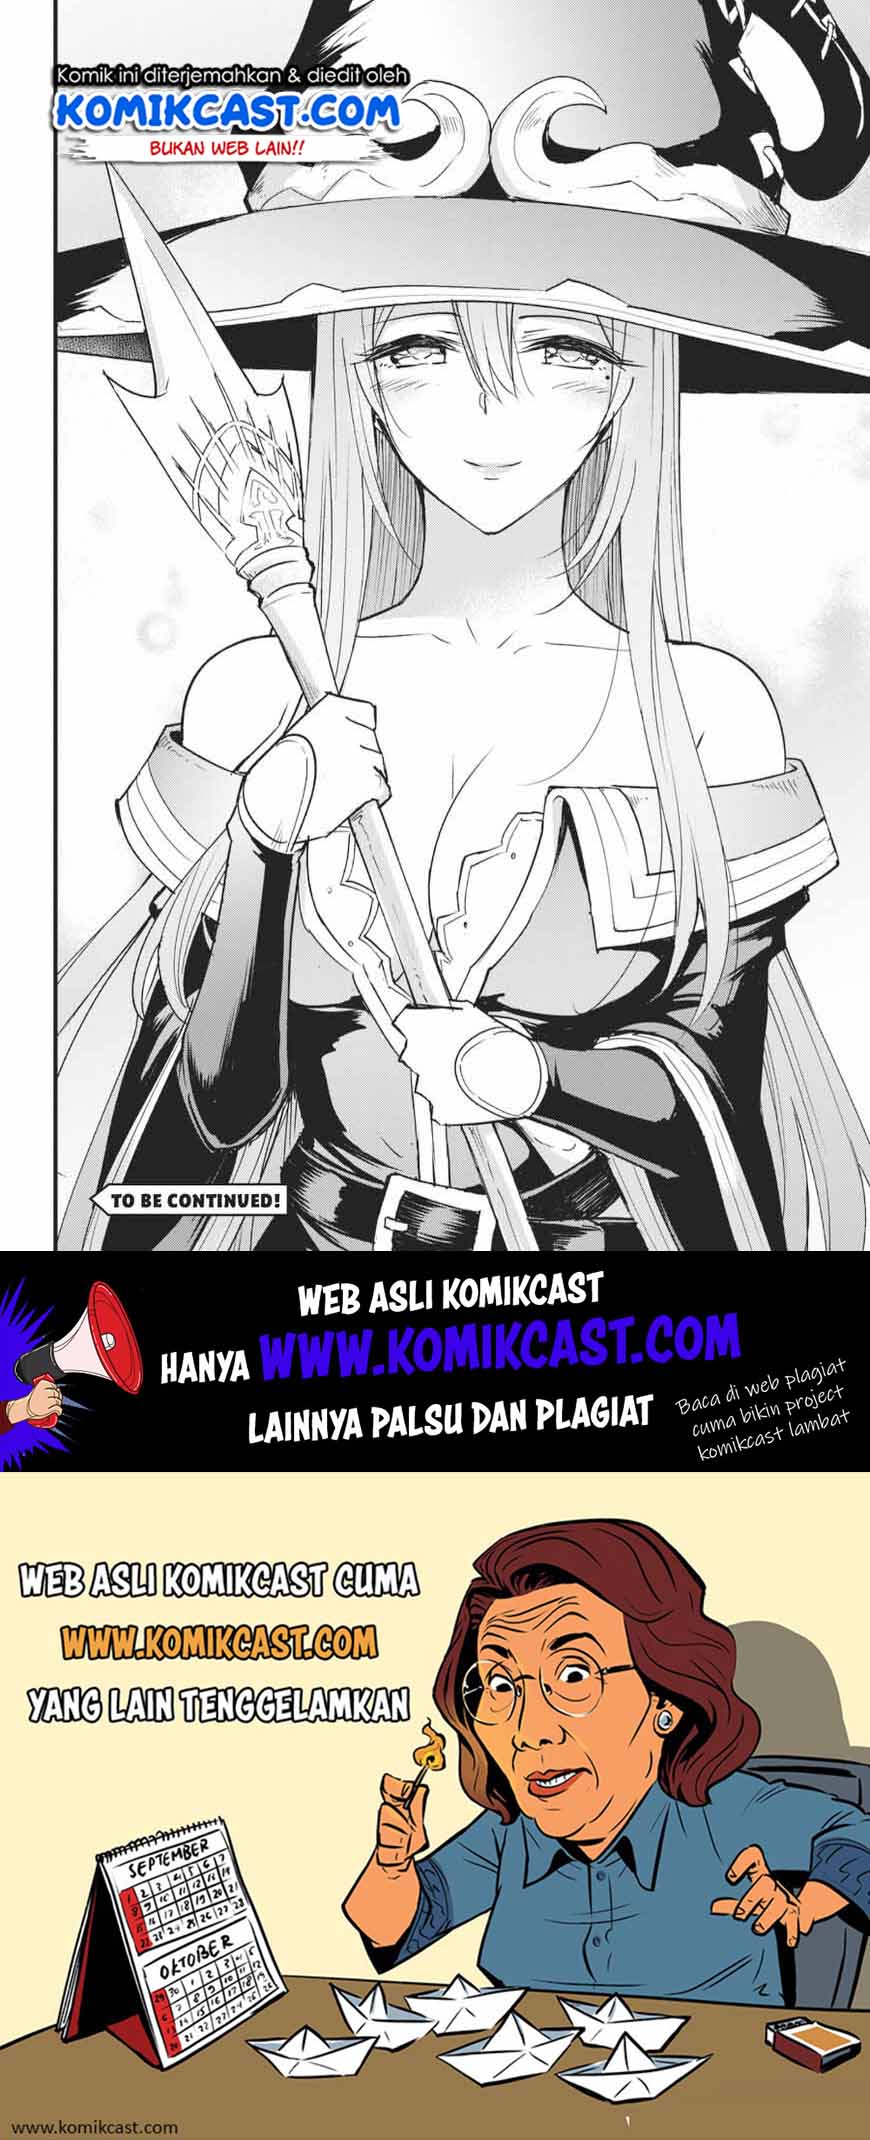 Komik ini diterjemahkan & diedit oleh
KOMIKCAST.COM
BUKAN WEB LAIN!!
TO BE CONTINUED!
WEB ASLI KOMIKCAST
HANYA WWW.KOMIKCAST.COM
LAINNYA PALSU DAN PLAGIAT
Baca di web plagiat
cuma bikin project
komikcast lambat
WEB ASLI KOMIKCAST CUMA
WWW.KOMIKCAST.COM
YANG LAIN TENGGELAMKAN
SEPTEMBER
OKTOBER
www.komikcast.com